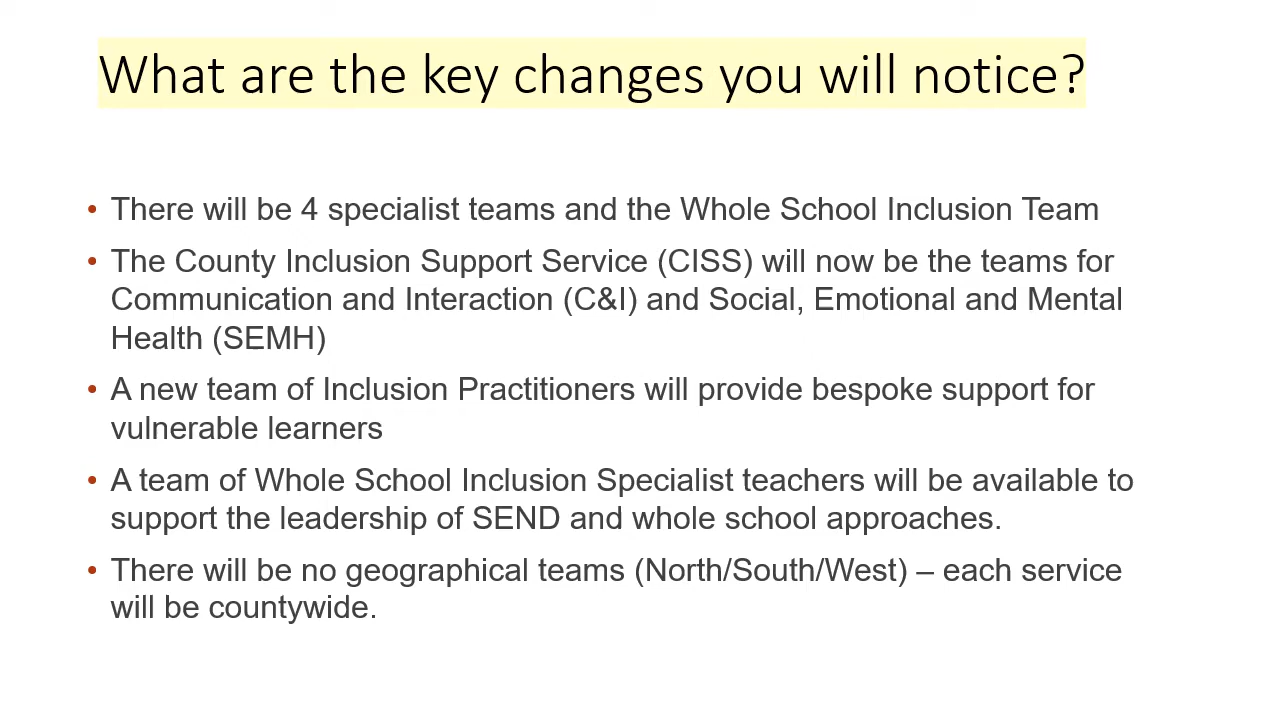 What are the key changes you will notice?
• There will be 4 specialist teams and the Whole School Inclusion Team
• The County Inclusion Support Service (CISS) will now be the teams for
Communication and Interaction (C&I) and Social, Emotional and Mental
Health (SEMH)
• A new team of Inclusion Practitioners will provide bespoke support for
vulnerable learners
• A team of Whole School Inclusion Specialist teachers will be available to
support the leadership of SEND and whole school approaches.
• There will be no geographical teams (North/South/West) – each service
will be countywide.